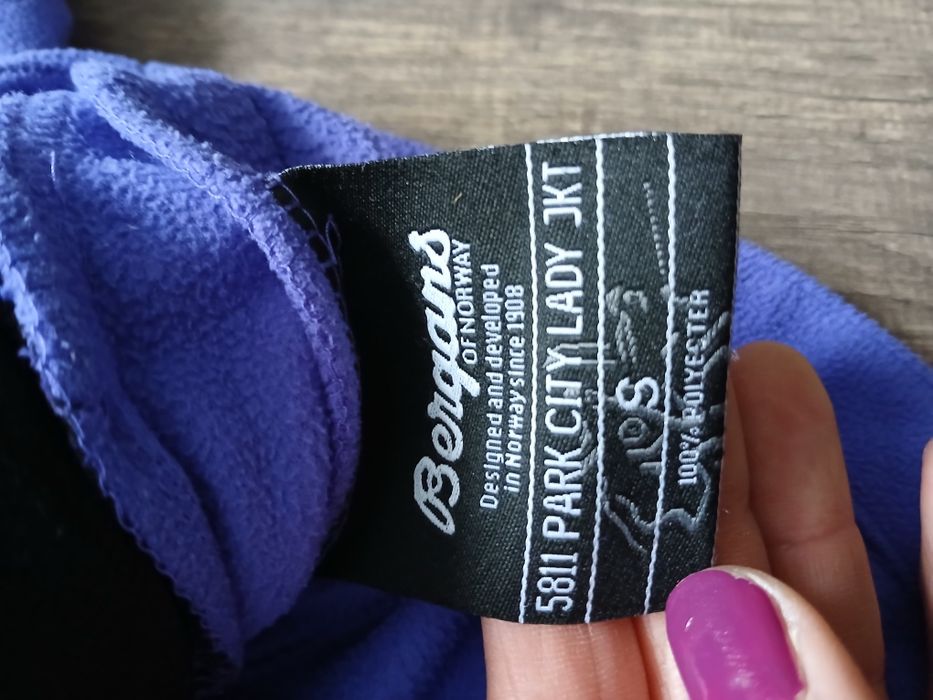 Bergans
OF NORWAY
Designed and developed
in Norway since 1908
5811 PARK CITY LADY JKT
S
100% POLYESTER